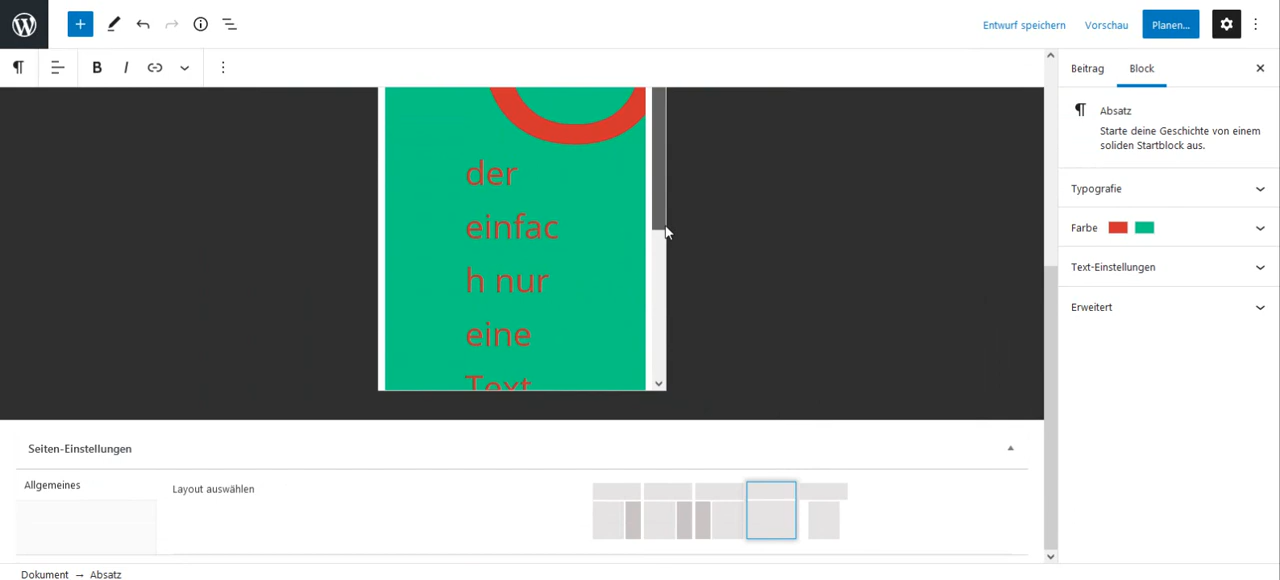 Entwurf speichern Vorschau Planen...
B I
Beitrag Block
Absatz
Starte deine Geschichte von einem
soliden Startblock aus.
Typografie
Farbe
Text-Einstellungen
Erweitert
der
einfac
h nur
eine
Text
Seiten-Einstellungen
Allgemeines
Layout auswählen
Dokument → Absatz